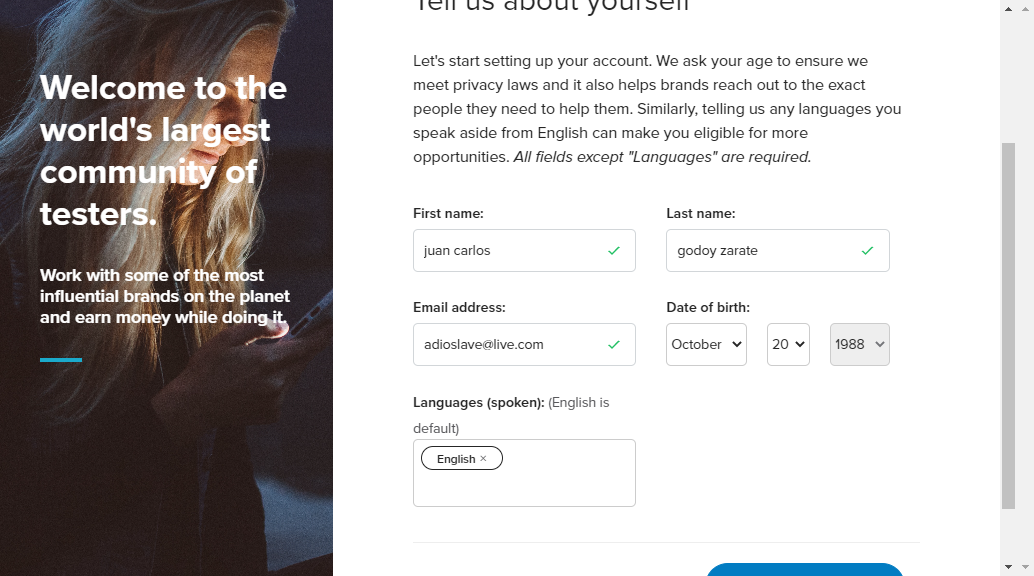 Tell us about yourself
Welcome to the
world's largest
community of
testers.
Work with some of the most
influential brands on the planet
and earn money while doing it.
Let's start setting up your account. We ask your age to ensure we
meet privacy laws and it also helps brands reach out to the exact
people they need to help them. Similarly, telling us any languages you
speak aside from English can make you eligible for more
opportunities. All fields except "Languages" are required.
First name:
Last name:
juan carlos
godoy zarate
Email address:
Date of birth:
adioslave@live.com
October
20
1988
Languages (spoken): (English is
default)
English ×